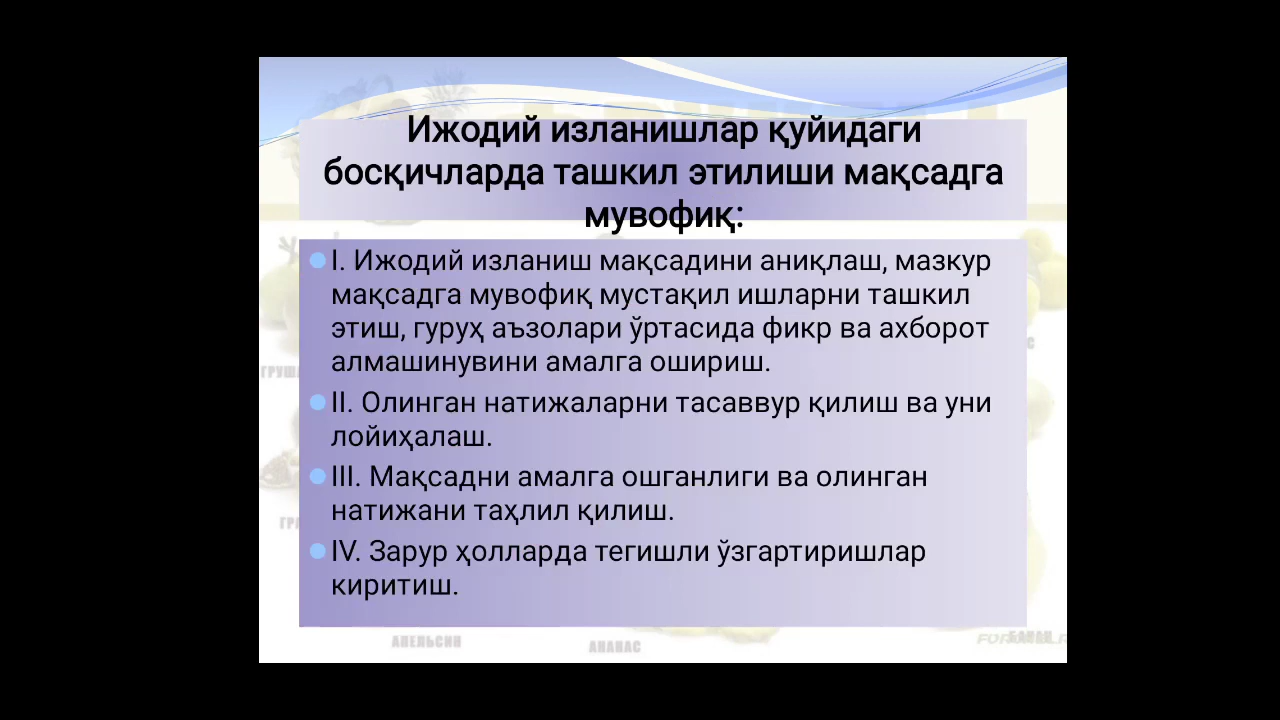 Ижодий изланишлар қуйидаги
босқичларда ташкил этилиши мақсадга
мувофиқ:
I. Ижодий изланиш мақсадини аниқлаш, мазкур
мақсадга мувофиқ мустақил ишларни ташкил
этиш, гуруҳ аъзолари ўртасида фикр ва ахборот
алмашинувини амалга ошириш.
II. Олинган натижаларни тасаввур қилиш ва уни
лойиҳалаш.
III. Мақсадни амалга ошганлиги ва олинган
натижани таҳлил қилиш.
IV. Зарур ҳолларда тегишли ўзгартиришлар
киритиш.
АПЕЛЬСИН
АНАНАС